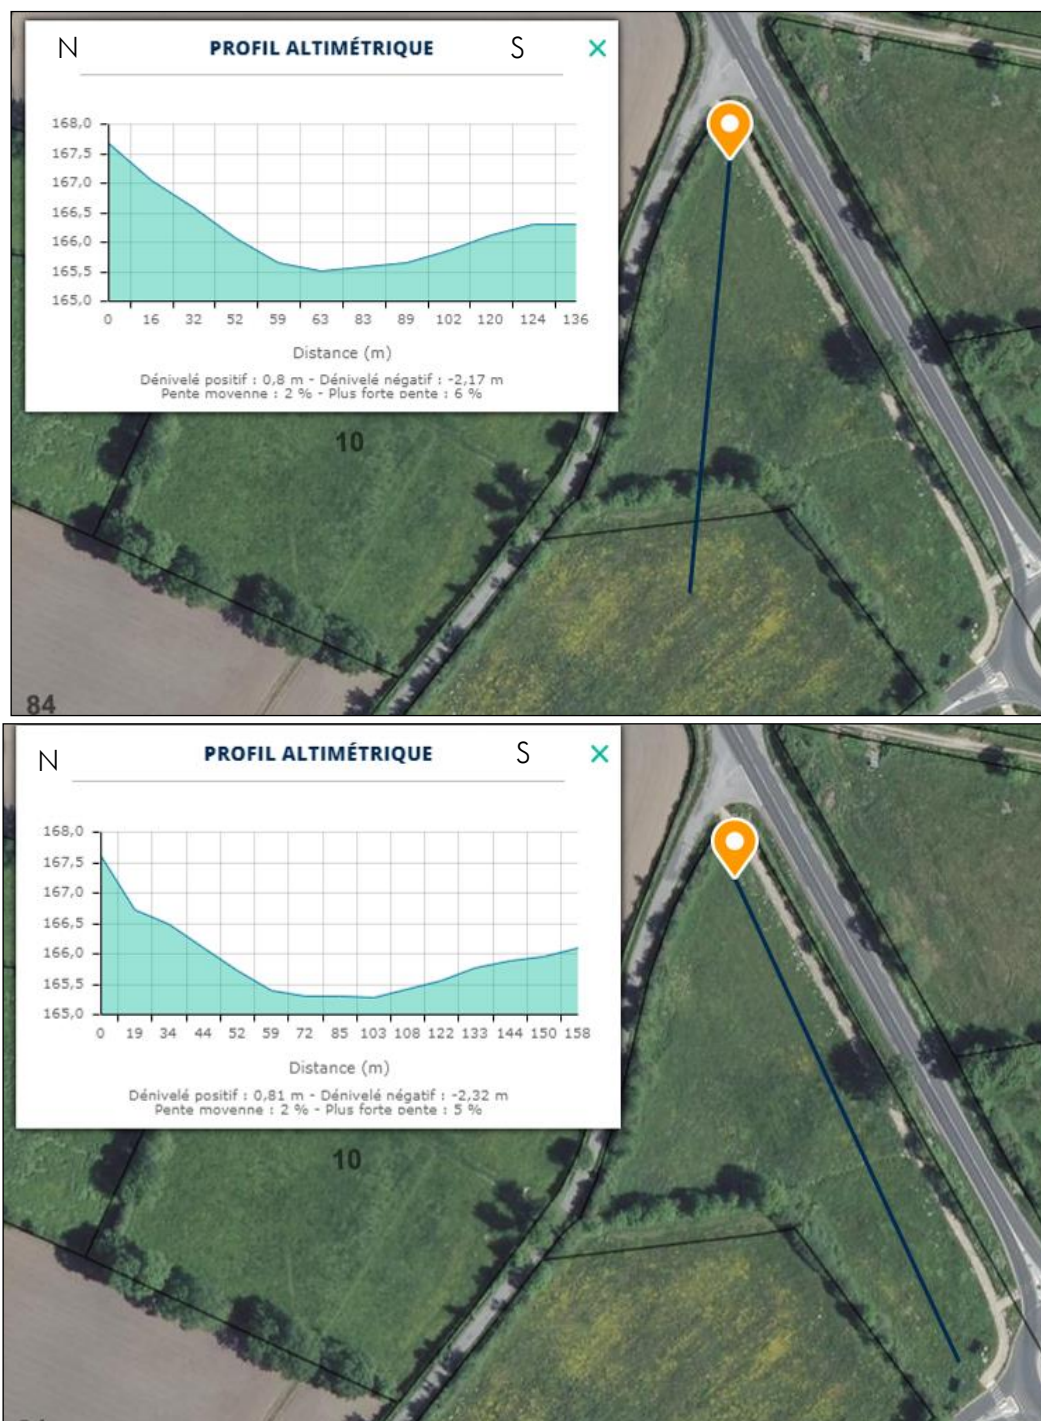 N PROFIL ALTIMÉTRIQUE S ×
168,0
167,5
167,0
166,5
166,0
165,5
165,0
0 16 32 52 59 63 83 89 102 120 124 136
Distance (m)
Dénivelé positif : 0,8 m - Dénivelé négatif : -2,17 m
Pente moyenne : 2 % - Plus forte pente : 6 %
10
84
N PROFIL ALTIMÉTRIQUE S ×
168,0
167,5
167,0
166,5
166,0
165,5
165,0
0 19 34 44 52 59 72 85 103 108 122 133 144 150 158
Distance (m)
Dénivelé positif : 0,81 m - Dénivelé négatif : -2,32 m
Pente moyenne : 2 % - Plus forte pente : 5 %
10